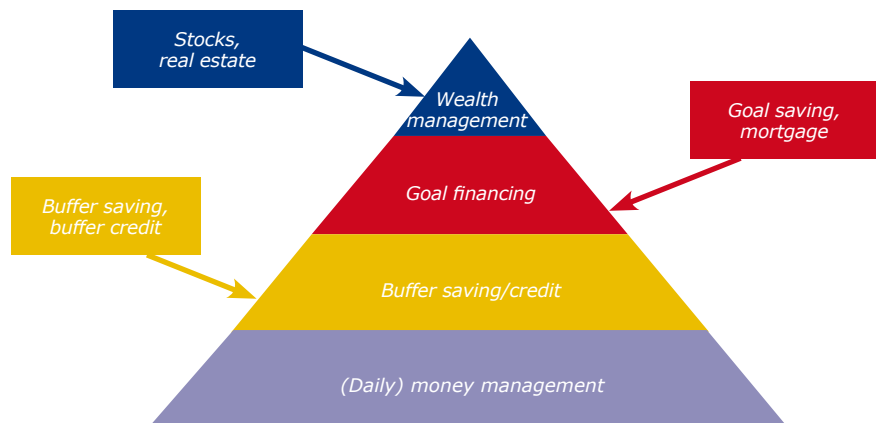 Stocks,
real estate
Wealth
management
Goal saving,
mortgage
Goal financing
Buffer saving,
buffer credit
Buffer saving/credit
(Daily) money management